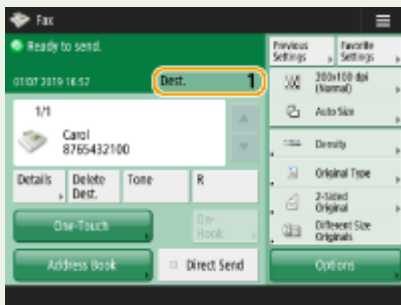 Fax
Ready to send.
01/07 2019 16:52
Dest. 1
1/1
Carol
8765432100
Details
Delete Dest.
Tone
R
One-Touch
On-Hook
Address Book
Direct Send
Previous Settings
Favorite Settings
200x100 dpi (Normal)
Auto Size
Density
Original Type
2-Sided Original
Different Size Originals
Options